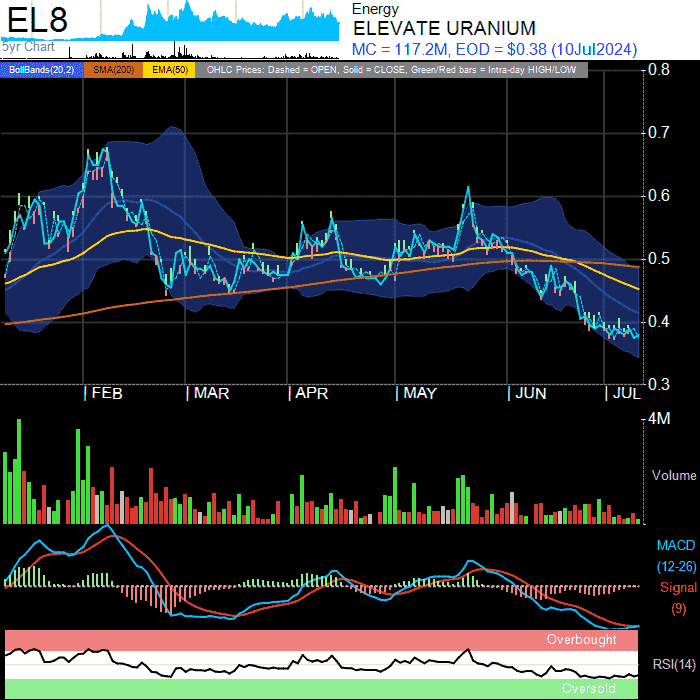 EL8
5yr Chart
Energy
ELEVATE URANIUM
MC = 117.2M, EOD = $0.38 (10Jul2024)
BollBands(20,2) SMA(200) EMA(50) OHLC Prices: Dashed = OPEN, Solid = CLOSE, Green/Red bars = Intra-day HIGH/LOW
0.8
0.7
0.6
0.5
0.4
0.3
| FEB | MAR | APR | MAY | JUN | JUL
4M
Volume
MACD
(12-26)
Signal
(9)
Overbought
RSI(14)
Oversold